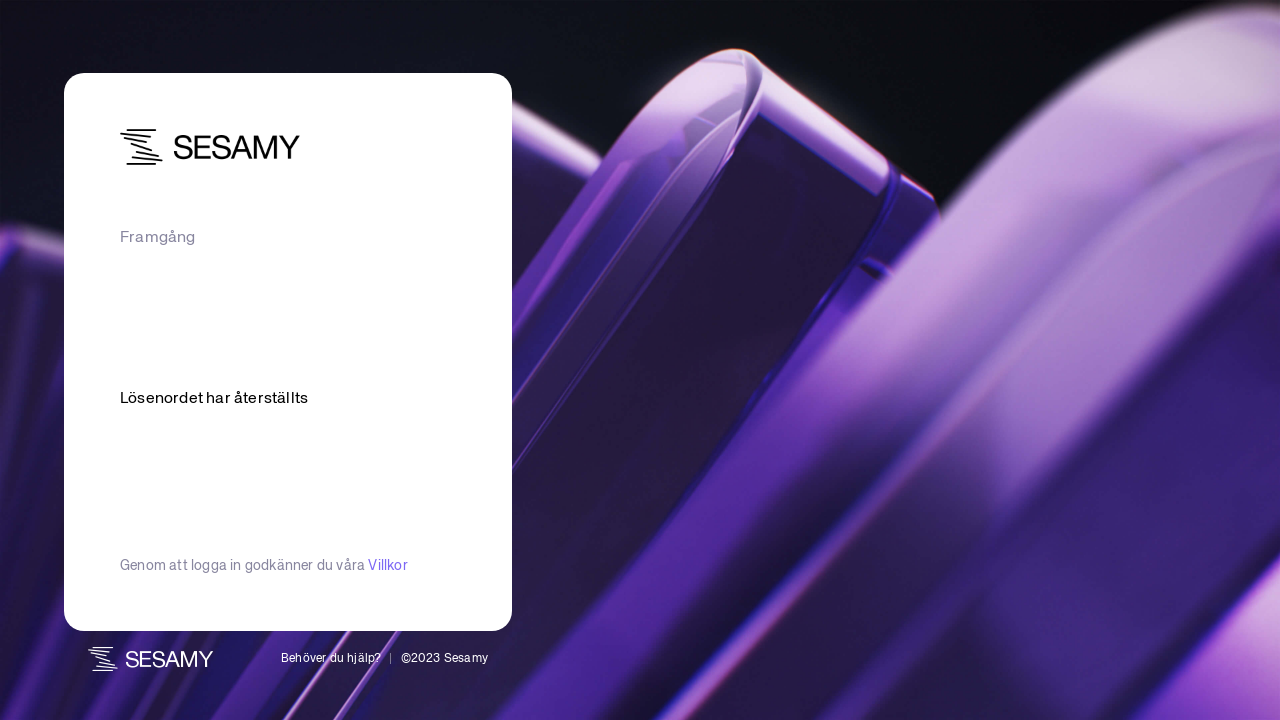 SESAMY
Framgång
Lösenordet har återställts
Genom att logga in godkänner du våra Villkor
SESAMY
Behöver du hjälp? | ©2023 Sesamy